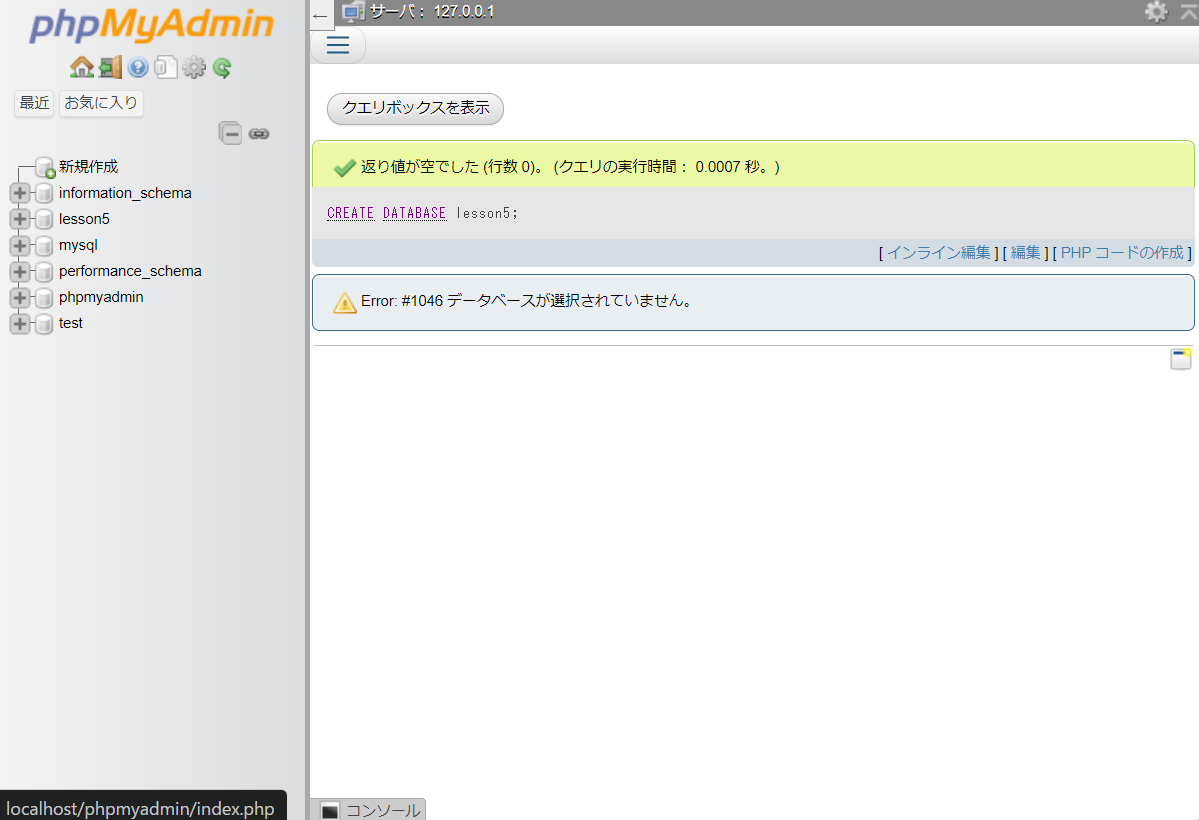 phpMyAdmin
最近 お気に入り
新規作成
information_schema
lesson5
mysql
performance_schema
phpmyadmin
test
localhost/phpmyadmin/index.php
← サーバ： 127.0.0.1
クエリボックスを表示
返り値が空でした (行数 0)。 (クエリの実行時間： 0.0007 秒。)
CREATE DATABASE lesson5;
[ インライン編集 ] [ 編集 ] [ PHP コードの作成 ]
Error: #1046 データベースが選択されていません。
コンソール